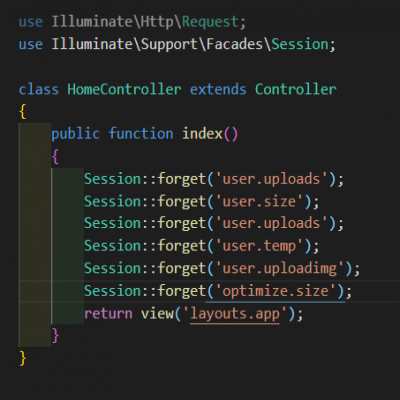 use Illuminate\Http\Request;
use Illuminate\Support\Facades\Session;
class HomeController extends Controller
{
public function index()
{
Session::forget('user.uploads');
Session::forget('user.size');
Session::forget('user.uploads');
Session::forget('user.temp');
Session::forget('user.uploadimg');
Session::forget('optimize.size');
return view('layouts.app');
}
}